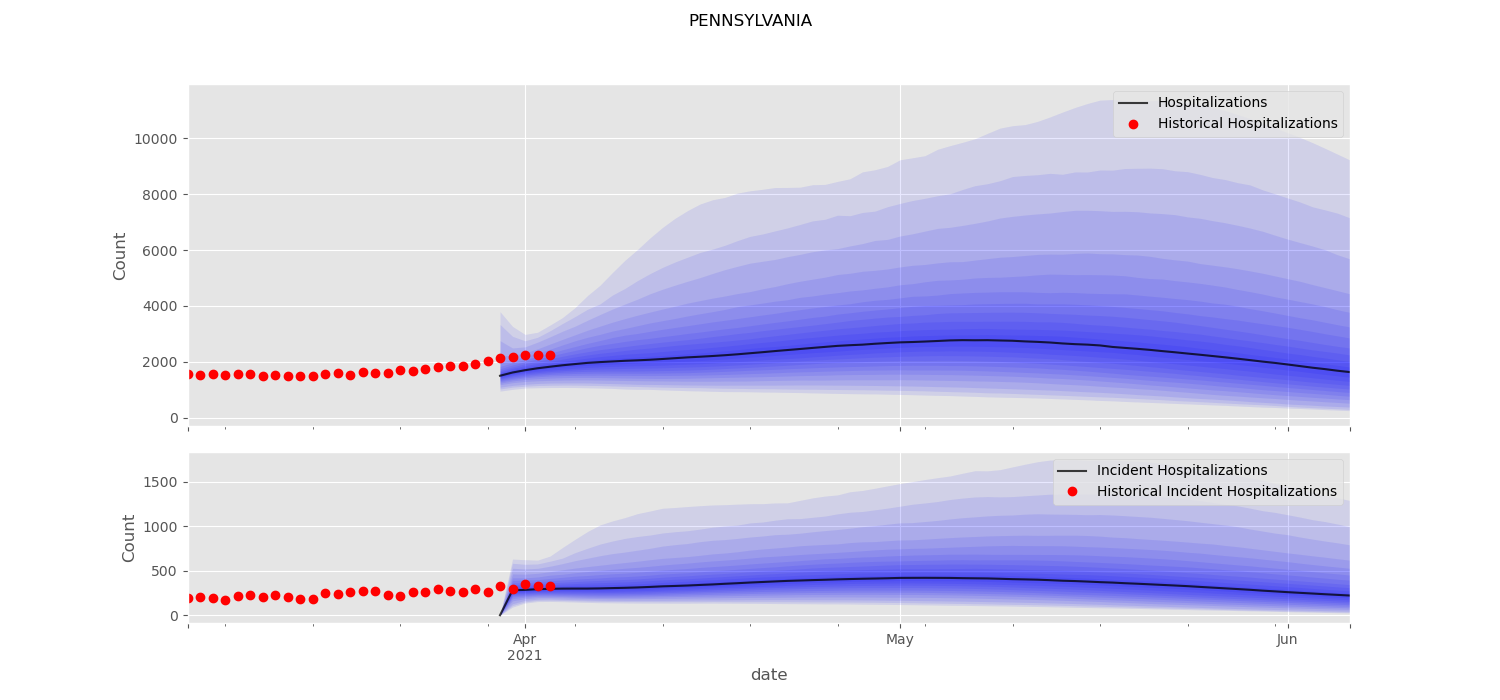 PENNSYLVANIA
Hospitalizations
Historical Hospitalizations
10000
8000
6000
4000
2000
0
Count
Incident Hospitalizations
Historical Incident Hospitalizations
1500
1000
500
0
Count
Apr
2021
May
Jun
date